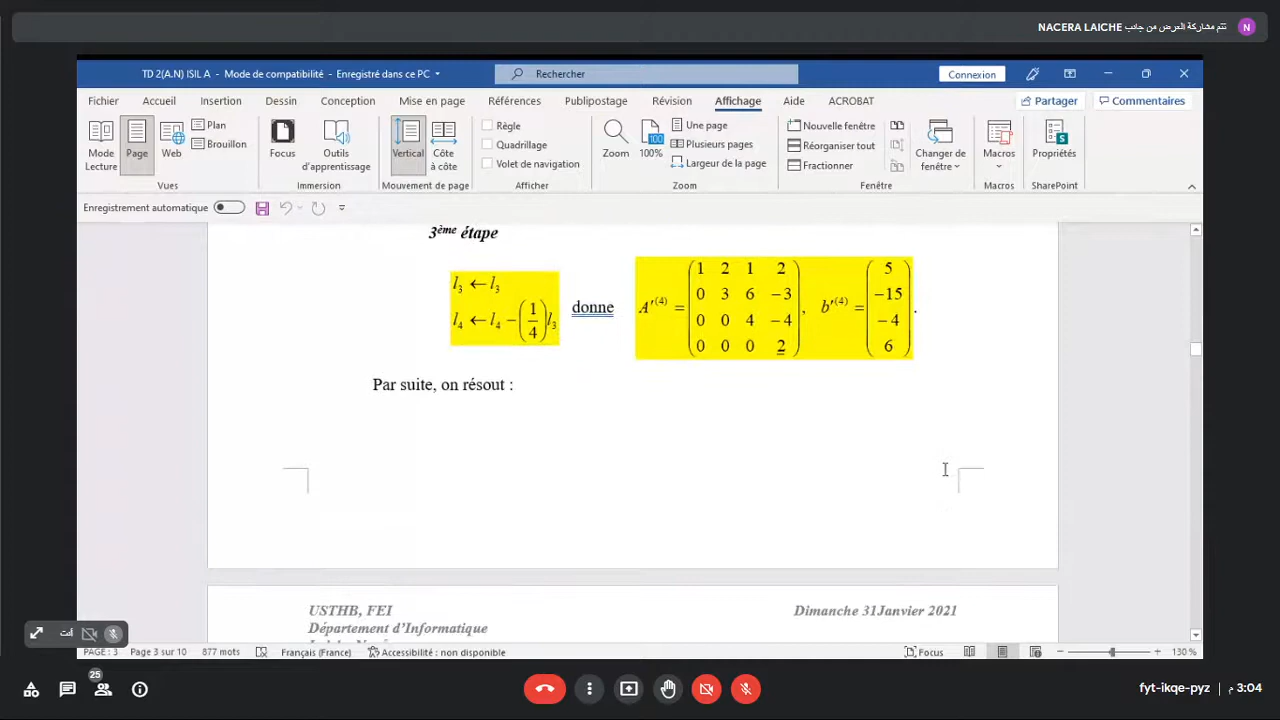 تتم مشاركة العرض من جانب NACERA LAICHE
N
TD 2(A.N) ISIL A - Mode de compatibilité - Enregistré dans ce PC
Rechercher
Connexion
Fichier Accueil Insertion Dessin Conception Mise en page Références Publipostage Révision Affichage Aide ACROBAT Partager Commentaires
Mode Lecture
Page
Web
Plan
Brouillon
Vues
Focus
Outils d'apprentissage
Immersion
Vertical
Côte à côte
Mouvement de page
Règle
Quadrillage
Volet de navigation
Afficher
Zoom
100
100%
Une page
Plusieurs pages
Largeur de la page
Zoom
Nouvelle fenêtre
Réorganiser tout
Fractionner
Changer de fenêtre
Fenêtre
Macros
Macros
S
Propriétés
SharePoint
Enregistrement automatique
3ème étape
l₃ ← l₃
l₄ ← l₄ − (1/4) l₃
donne
A′⁽⁴⁾ = (1 2 1 2
0 3 6 −3
0 0 4 −4
0 0 0 2),
b′⁽⁴⁾ = (5
−15
−4
6).
Par suite, on résout :
USTHB, FEI Dimanche 31Janvier 2021
Département d'Informatique
أنت
PAGE : 3 Page 3 sur 10 877 mots Français (France) Accessibilité : non disponible Focus 130 %
25
fyt-ikqe-pyz | 3:04 م